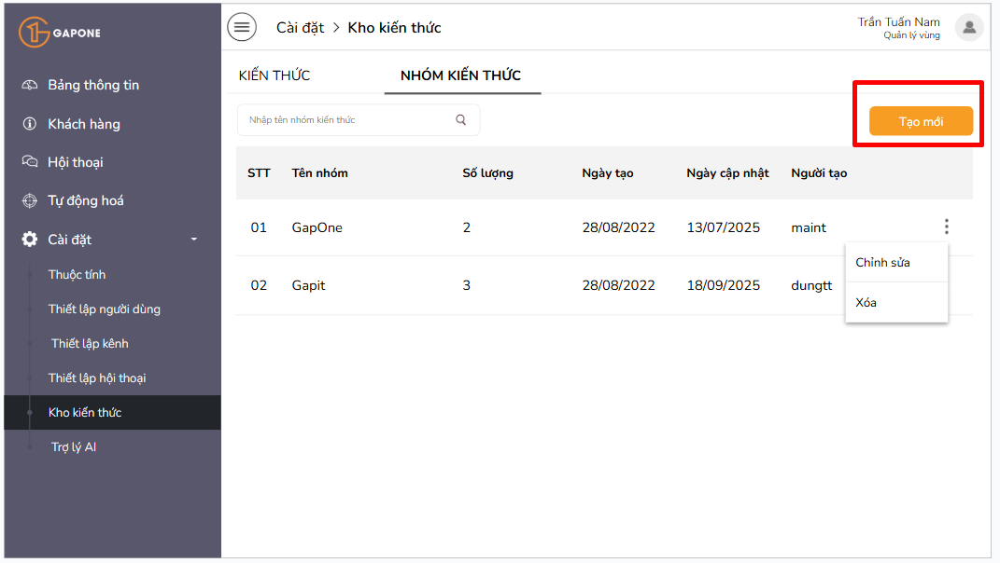 GAPONE
Cài đặt > Kho kiến thức
Trần Tuấn Nam
Quản lý vùng
Bảng thông tin
Khách hàng
Hội thoại
Tự động hoá
Cài đặt
Thuộc tính
Thiết lập người dùng
Thiết lập kênh
Thiết lập hội thoại
Kho kiến thức
Trợ lý AI
KIẾN THỨC NHÓM KIẾN THỨC
Nhập tên nhóm kiến thức
Tạo mới
STT Tên nhóm Số lượng Ngày tạo Ngày cập nhật Người tạo
01 GapOne 2 28/08/2022 13/07/2025 maint
02 Gapit 3 28/08/2022 18/09/2025 dungtt
Chỉnh sửa
Xóa